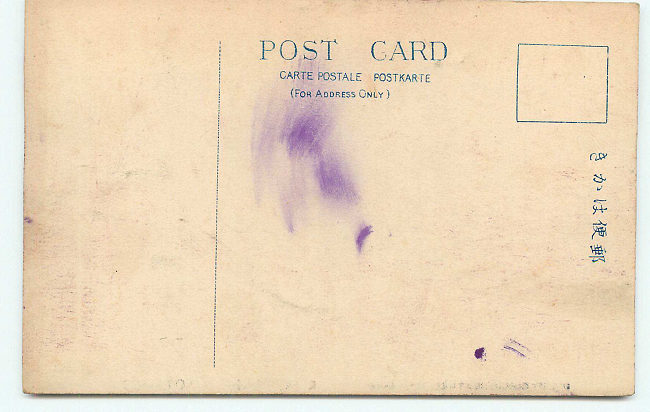 POST CARD
CARTE POSTALE POSTKARTE
(FOR ADDRESS ONLY)
きかは便郵